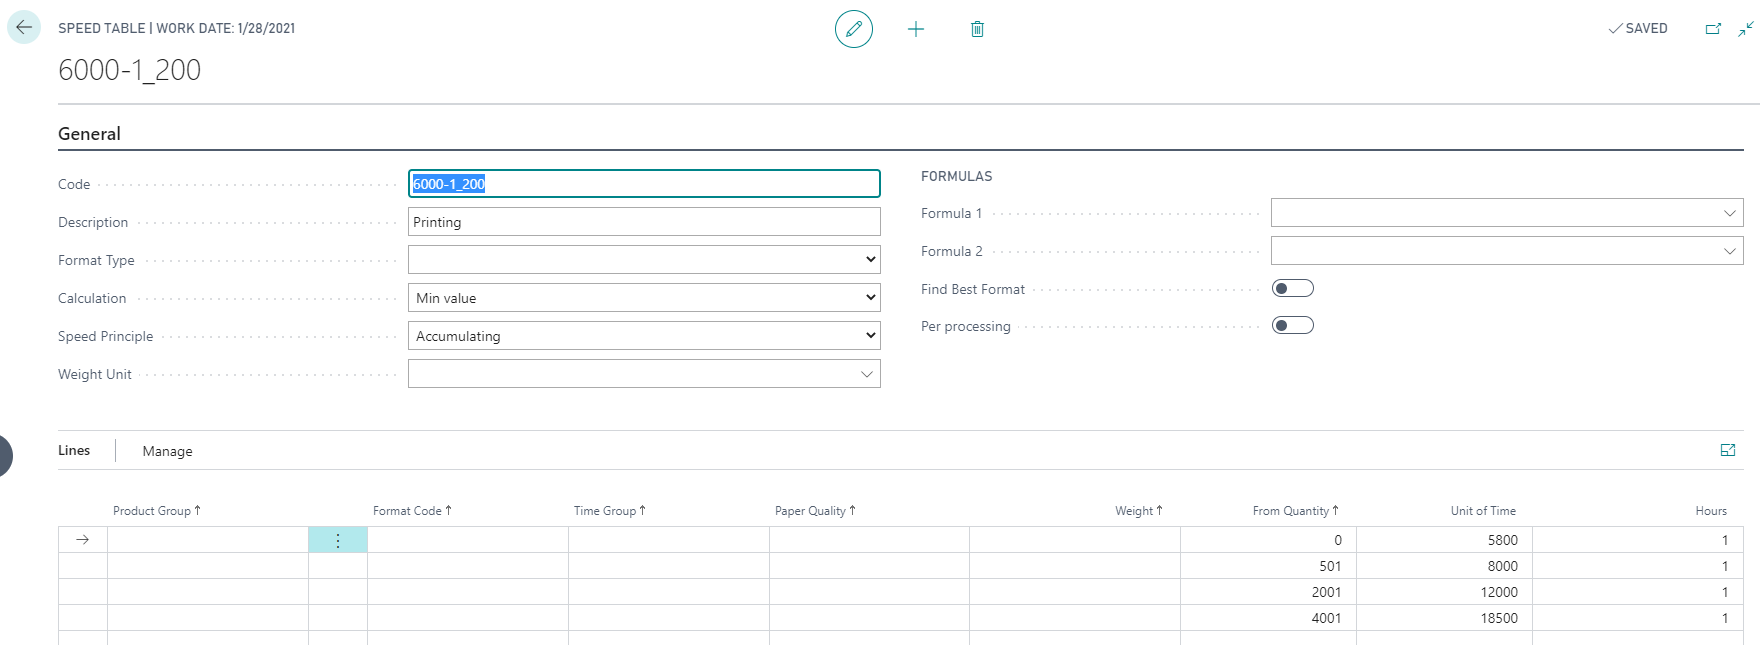 SPEED TABLE | WORK DATE: 1/28/2021
SAVED
6000-1_200
General
Code 6000-1_200
Description Printing
Format Type
Calculation Min value
Speed Principle Accumulating
Weight Unit
FORMULAS
Formula 1
Formula 2
Find Best Format
Per processing
Lines Manage
Product Group Format Code Time Group Paper Quality Weight From Quantity Unit of Time Hours
0 5800 1
501 8000 1
2001 12000 1
4001 18500 1